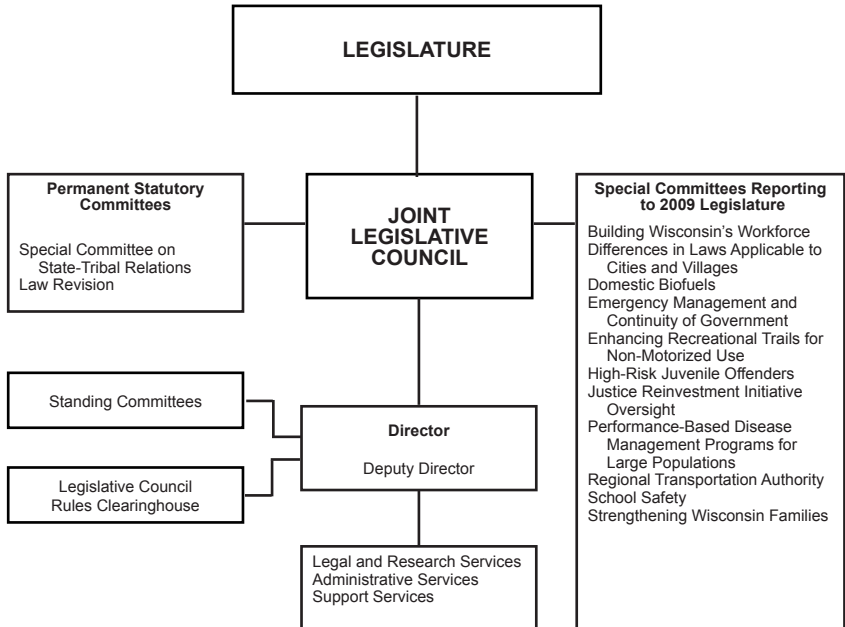 LEGISLATURE
Permanent Statutory
Committees
Special Committee on
State-Tribal Relations
Law Revision
JOINT
LEGISLATIVE
COUNCIL
Special Committees Reporting
to 2009 Legislature
Building Wisconsin's Workforce
Differences in Laws Applicable to
Cities and Villages
Domestic Biofuels
Emergency Management and
Continuity of Government
Enhancing Recreational Trails for
Non-Motorized Use
High-Risk Juvenile Offenders
Justice Reinvestment Initiative
Oversight
Performance-Based Disease
Management Programs for
Large Populations
Regional Transportation Authority
School Safety
Strengthening Wisconsin Families
Standing Committees
Legislative Council
Rules Clearinghouse
Director
Deputy Director
Legal and Research Services
Administrative Services
Support Services